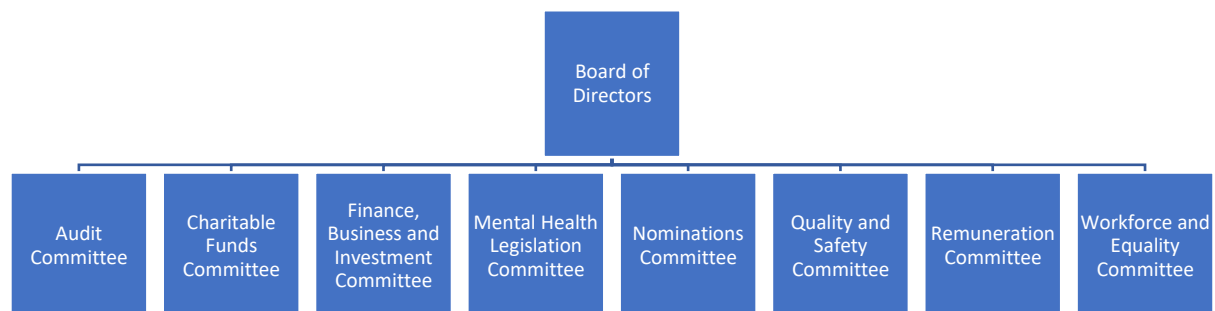 Board of
Directors
Audit
Committee
Charitable
Funds
Committee
Finance,
Business and
Investment
Committee
Mental Health
Legislation
Committee
Nominations
Committee
Quality and
Safety
Committee
Remuneration
Committee
Workforce and
Equality
Committee